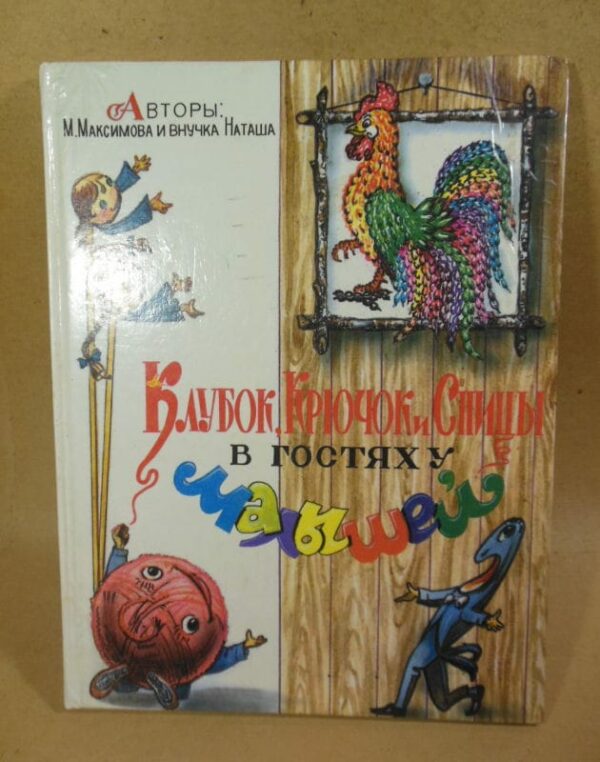 Авторы:
М. Максимова и внучка Наташа
Клубок, Крючок и Спицы
в гостях у
малышей